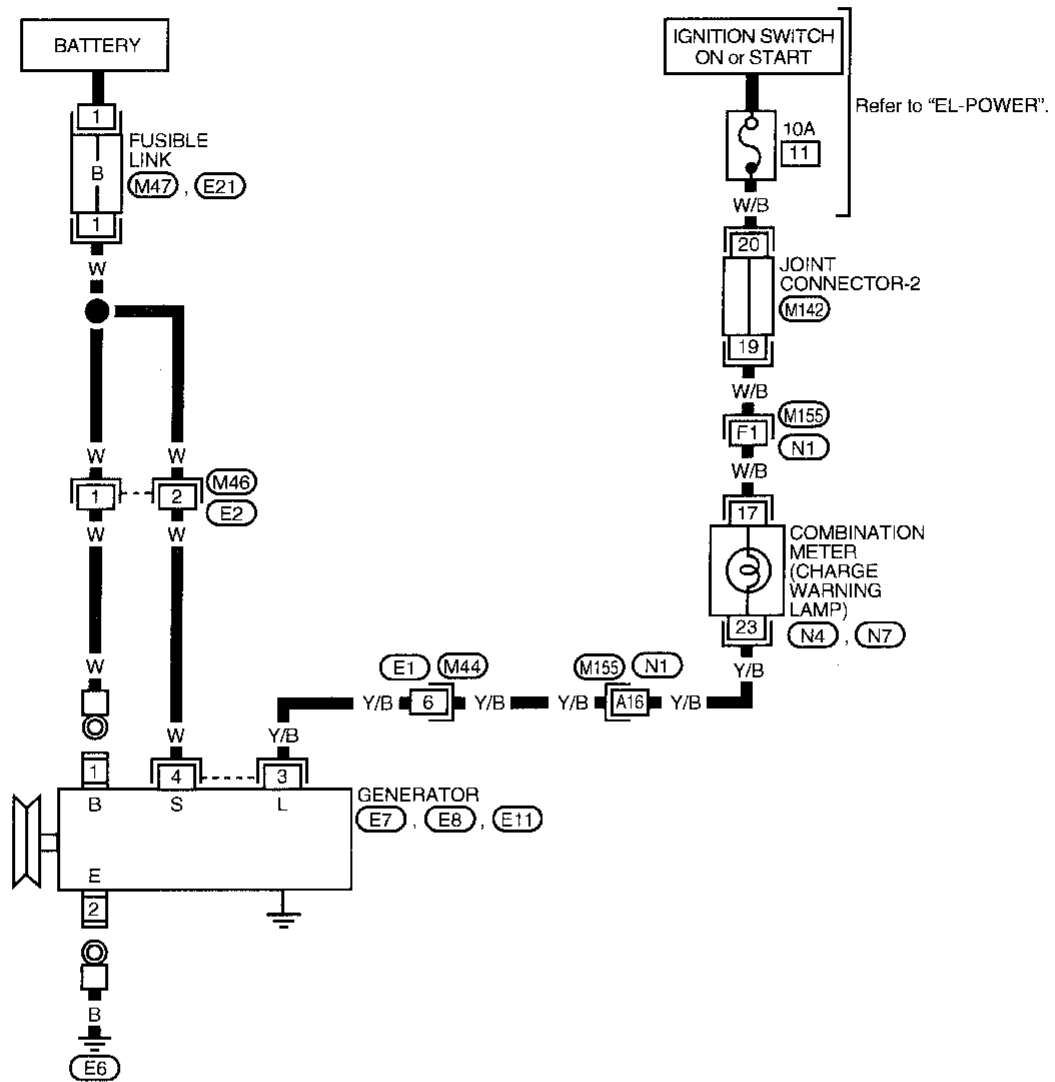 BATTERY
1
FUSIBLE
LINK
B
M47 , E21
1
W
W W
1 2 M46
E2
W W
W
W
1 4 3
B S L
GENERATOR
E7 , E8 , E11
E
2
B
E6
IGNITION SWITCH
ON or START
Refer to “EL-POWER”.
10A
11
W/B
20
JOINT
CONNECTOR-2
M142
19
W/B
M155
F1
N1
W/B
17
COMBINATION
METER
(CHARGE
WARNING
LAMP)
23
N4 , N7
Y/B
E1 M44 M155 N1
Y/B 6 Y/B Y/B A16 Y/B
Y/B